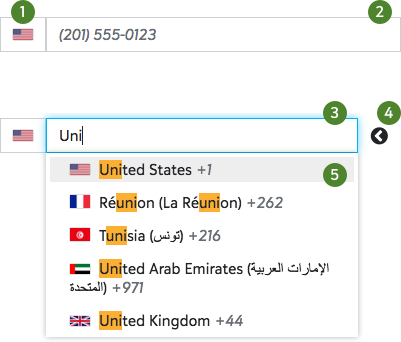 1 2
(201) 555-0123
3 4
Uni
United States +1
5
Réunion (La Réunion) +262
Tunisia (تونس) +216
United Arab Emirates (الإمارات العربية
المتحدة) +971
United Kingdom +44